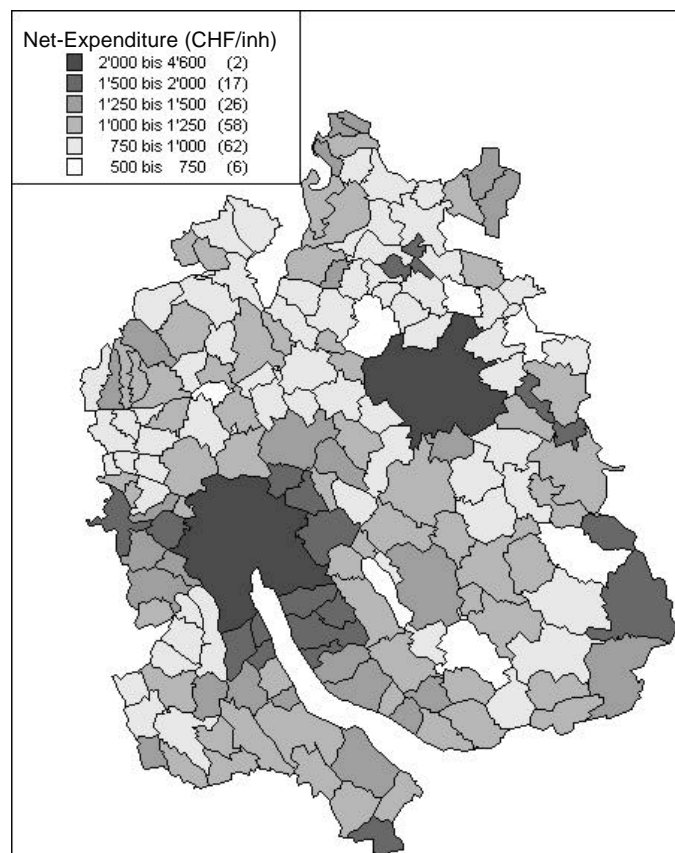 Net-Expenditure (CHF/inh)
2'000 bis 4'600 (2)
1'500 bis 2'000 (17)
1'250 bis 1'500 (26)
1'000 bis 1'250 (58)
750 bis 1'000 (62)
500 bis 750 (6)